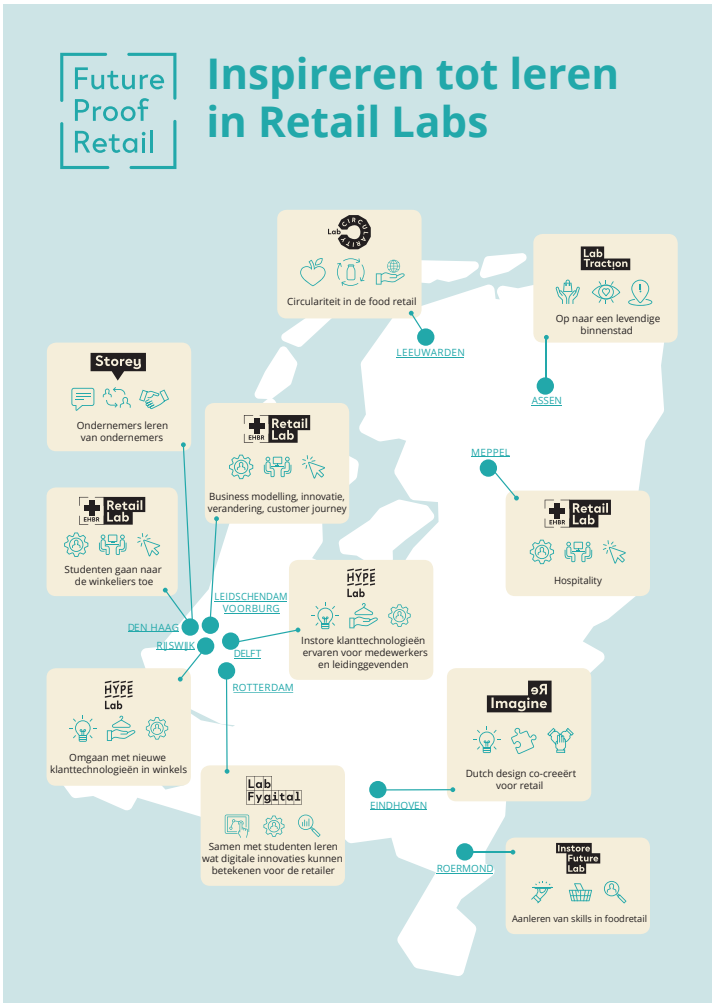 Future
Proof
Retail
Inspireren tot leren
in Retail Labs
Lab
CIRCULARITY
Circulariteit in de food retail
LEEUWARDEN
Lab
Traction
Op naar een levendige
binnenstad
ASSEN
Storey
Ondernemers leren
van ondernemers
EHBR
Retail
Lab
Business modelling, innovatie,
verandering, customer journey
MEPPEL
EHBR
Retail
Lab
Hospitality
EHBR
Retail
Lab
Studenten gaan naar
de winkeliers toe
LEIDSCHENDAM
VOORBURG
DEN HAAG
RIJSWIJK
DELFT
ROTTERDAM
HYPE
Lab
Instore klanttechnologieën
ervaren voor medewerkers
en leidinggevenden
HYPE
Lab
Omgaan met nieuwe
klanttechnologieën in winkels
Lab
Fygital
Samen met studenten leren
wat digitale innovaties kunnen
betekenen voor de retailer
Re
Imagine
Dutch design co-creëert
voor retail
EINDHOVEN
ROERMOND
Instore
Future
Lab
Aanleren van skills in foodretail